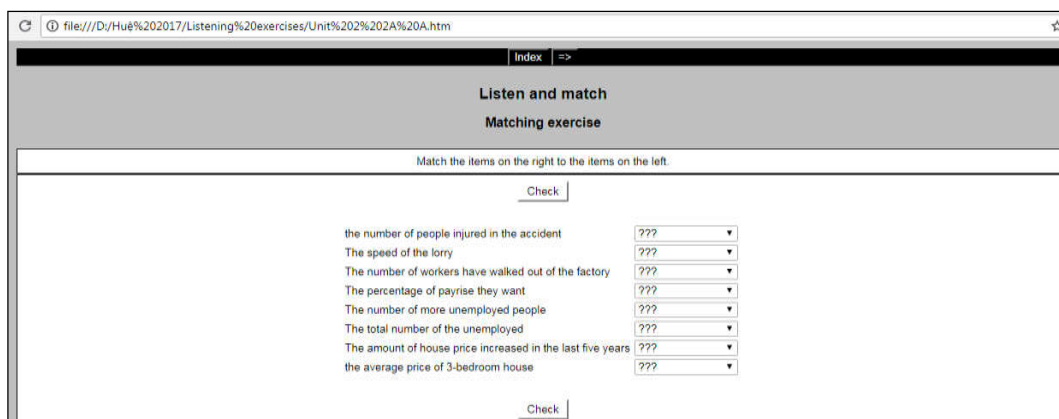 file:///D:/Huê%202017/Listening%20exercises/Unit%202%202A%20A.htm
Index =>
Listen and match
Matching exercise
Match the items on the right to the items on the left.
Check
the number of people injured in the accident ???
The speed of the lorry ???
The number of workers have walked out of the factory ???
The percentage of payrise they want ???
The number of more unemployed people ???
The total number of the unemployed ???
The amount of house price increased in the last five years ???
the average price of 3-bedroom house ???
Check